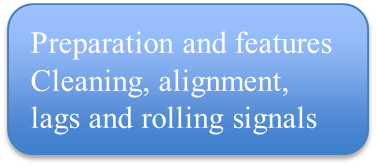 Preparation and features
Cleaning, alignment,
lags and rolling signals